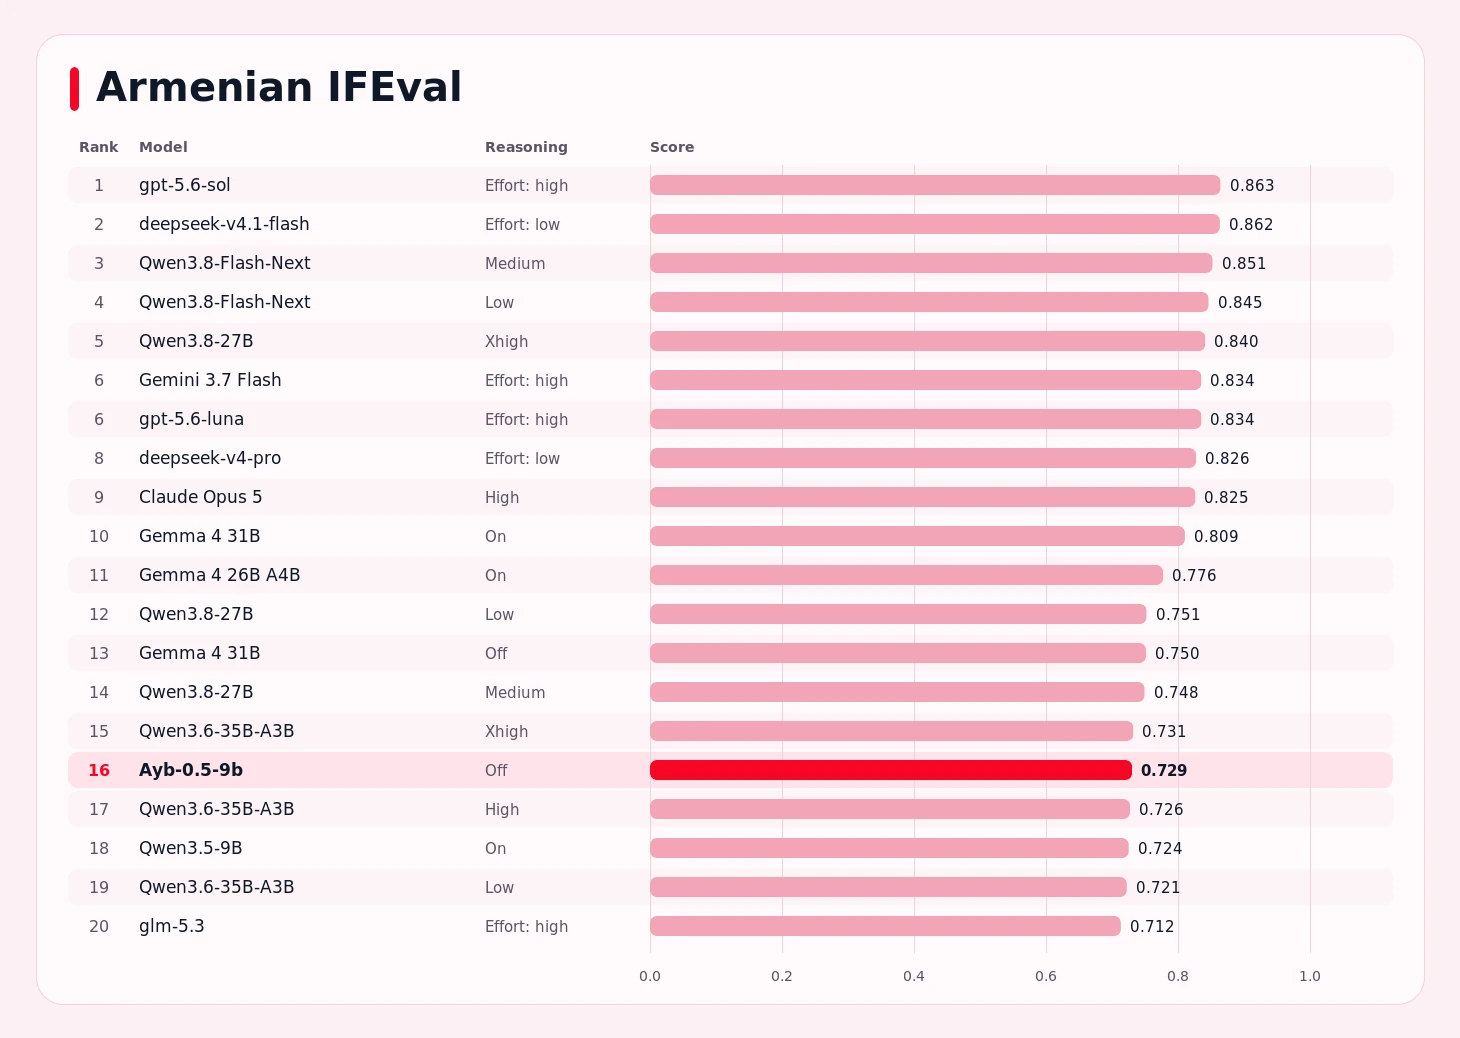 Armenian IFEval
Rank Model Reasoning Score
1 gpt-5.6-sol Effort: high 0.863
2 deepseek-v4.1-flash Effort: low 0.862
3 Qwen3.8-Flash-Next Medium 0.851
4 Qwen3.8-Flash-Next Low 0.845
5 Qwen3.8-27B Xhigh 0.840
6 Gemini 3.7 Flash Effort: high 0.834
6 gpt-5.6-luna Effort: high 0.834
8 deepseek-v4-pro Effort: low 0.826
9 Claude Opus 5 High 0.825
10 Gemma 4 31B On 0.809
11 Gemma 4 26B A4B On 0.776
12 Qwen3.8-27B Low 0.751
13 Gemma 4 31B Off 0.750
14 Qwen3.8-27B Medium 0.748
15 Qwen3.6-35B-A3B Xhigh 0.731
16 Ayb-0.5-9b Off 0.729
17 Qwen3.6-35B-A3B High 0.726
18 Qwen3.5-9B On 0.724
19 Qwen3.6-35B-A3B Low 0.721
20 glm-5.3 Effort: high 0.712
0.0 0.2 0.4 0.6 0.8 1.0